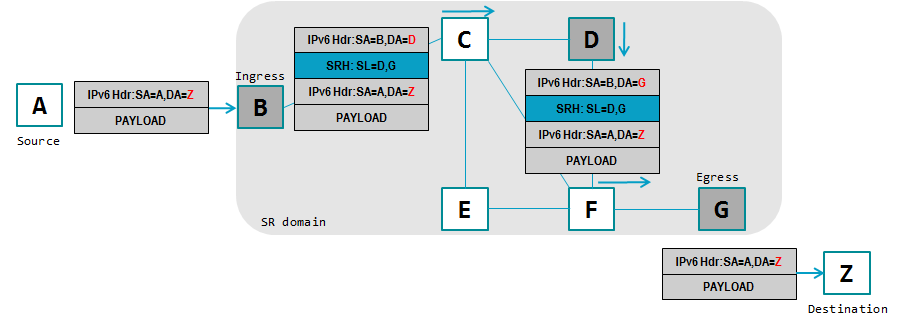 A
Source
IPv6 Hdr:SA=A,DA=Z
PAYLOAD
Ingress
B
IPv6 Hdr:SA=B,DA=D
SRH: SL=D,G
IPv6 Hdr:SA=A,DA=Z
PAYLOAD
C
D
IPv6 Hdr:SA=B,DA=G
SRH: SL=D,G
IPv6 Hdr:SA=A,DA=Z
PAYLOAD
E
F
Egress
G
SR domain
IPv6 Hdr:SA=A,DA=Z
PAYLOAD
Z
Destination